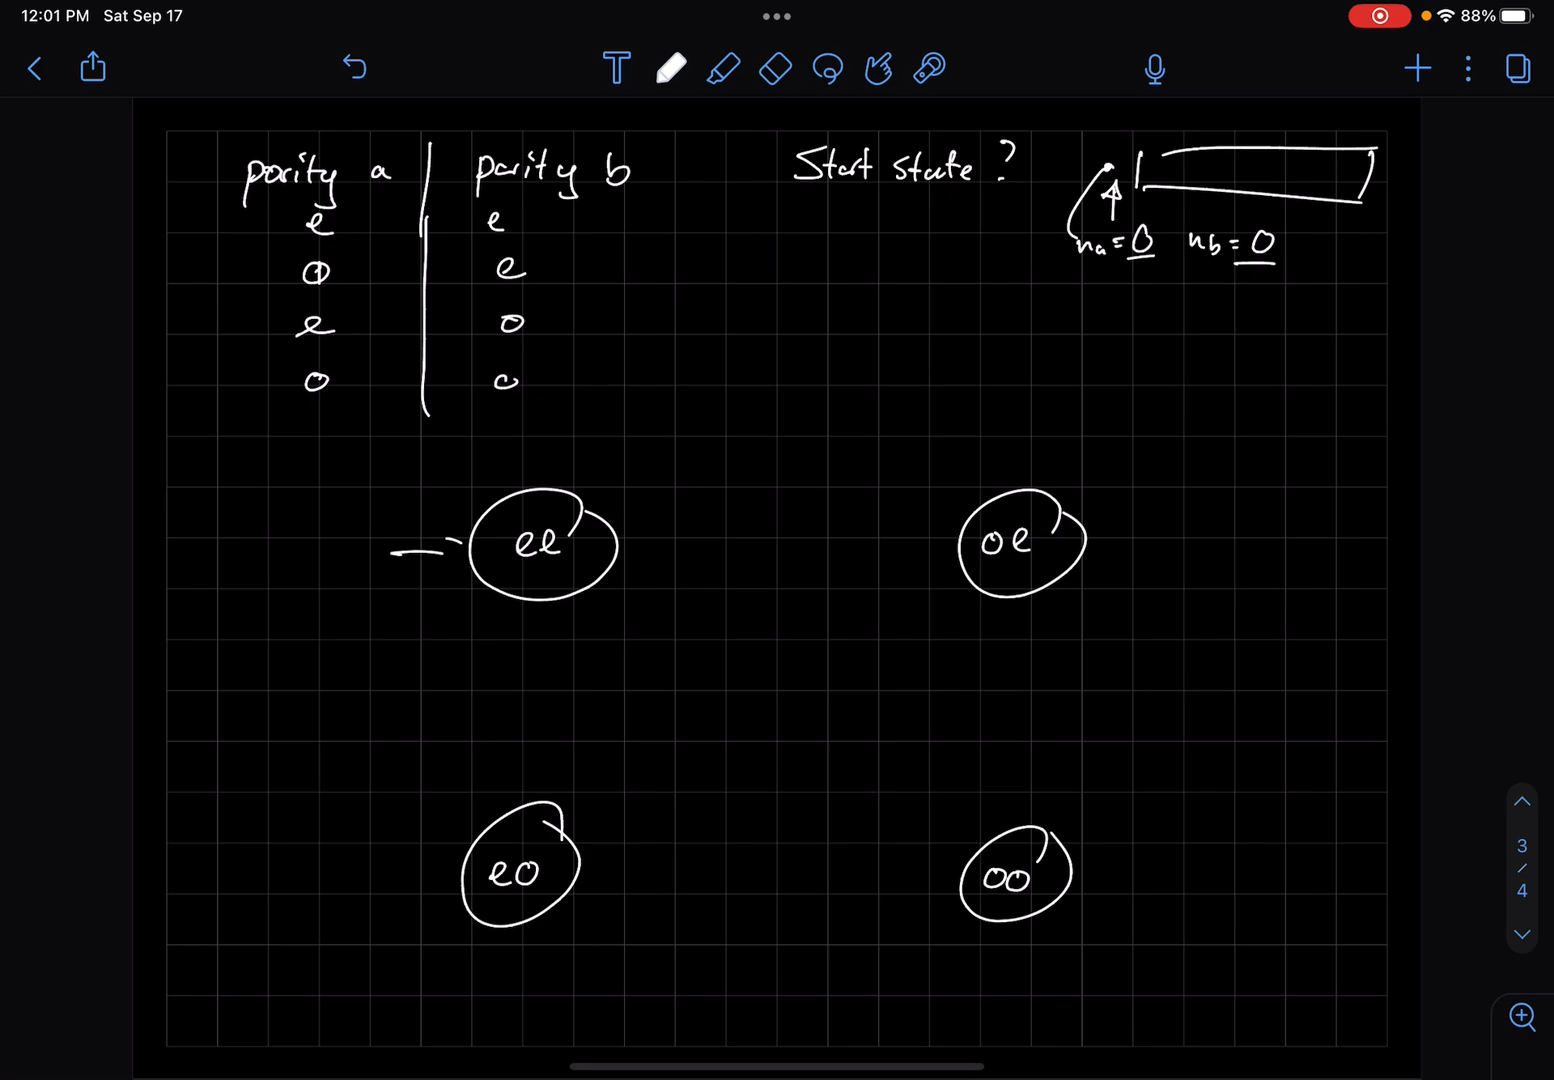 12:01 PM Sat Sep 17
88%
T
parity a parity b
e e
o e
e o
o o
Start state ?
na = 0 nb = 0
ee
oe
eo
oo
3
/
4